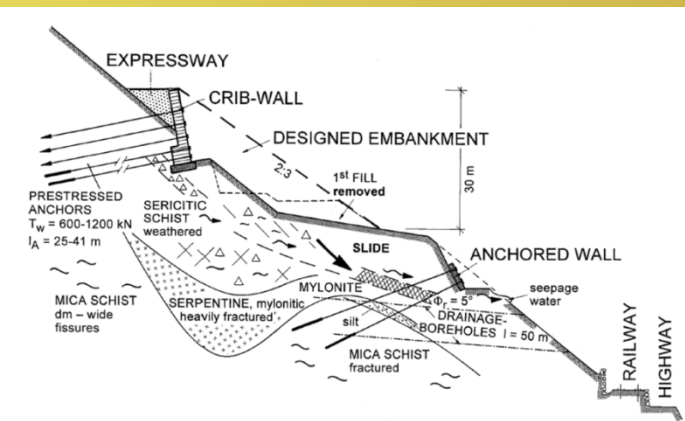 EXPRESSWAY
CRIB-WALL
DESIGNED EMBANKMENT
2:3
1st FILL
removed
30 m
PRESTRESSED
ANCHORS
Tw = 600-1200 kN
lA = 25-41 m
SERICITIC
SCHIST
weathered
SLIDE
ANCHORED WALL
MICA SCHIST
dm – wide
fissures
SERPENTINE, mylonitic
heavily fractured
MYLONITE
Φr = 5°
seepage
water
silt
DRAINAGE-
BOREHOLES l = 50 m
MICA SCHIST
fractured
RAILWAY
HIGHWAY